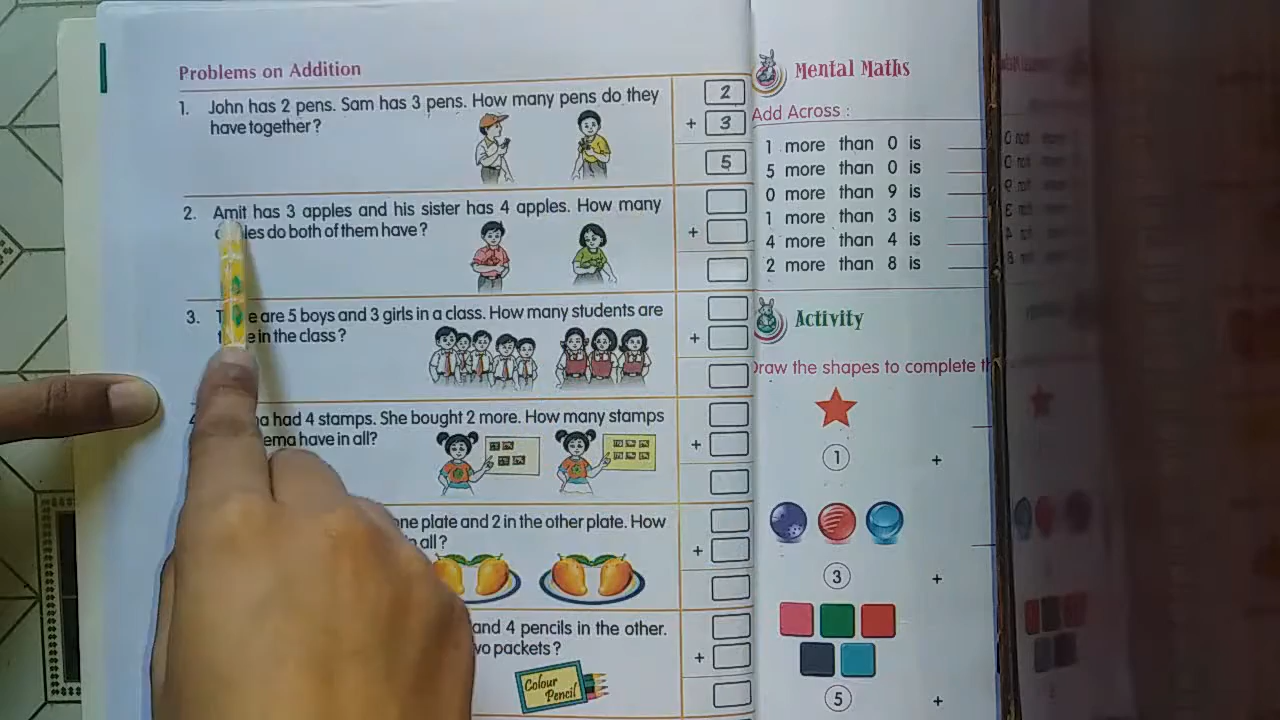 Problems on Addition
1. John has 2 pens. Sam has 3 pens. How many pens do they
have together?
2
+ 3
5
2. Amit has 3 apples and his sister has 4 apples. How many
do both of them have?
+
3. are 5 boys and 3 girls in a class. How many students are
in the class?
+
had 4 stamps. She bought 2 more. How many stamps
have in all?
+
one plate and 2 in the other plate. How
all?
+
and 4 pencils in the other.
packets?
Colour
Pencil
+
Mental Maths
Add Across :
1 more than 0 is
5 more than 0 is
0 more than 9 is
1 more than 3 is
4 more than 4 is
2 more than 8 is
Activity
Draw the shapes to complete
1 +
3 +
5 +